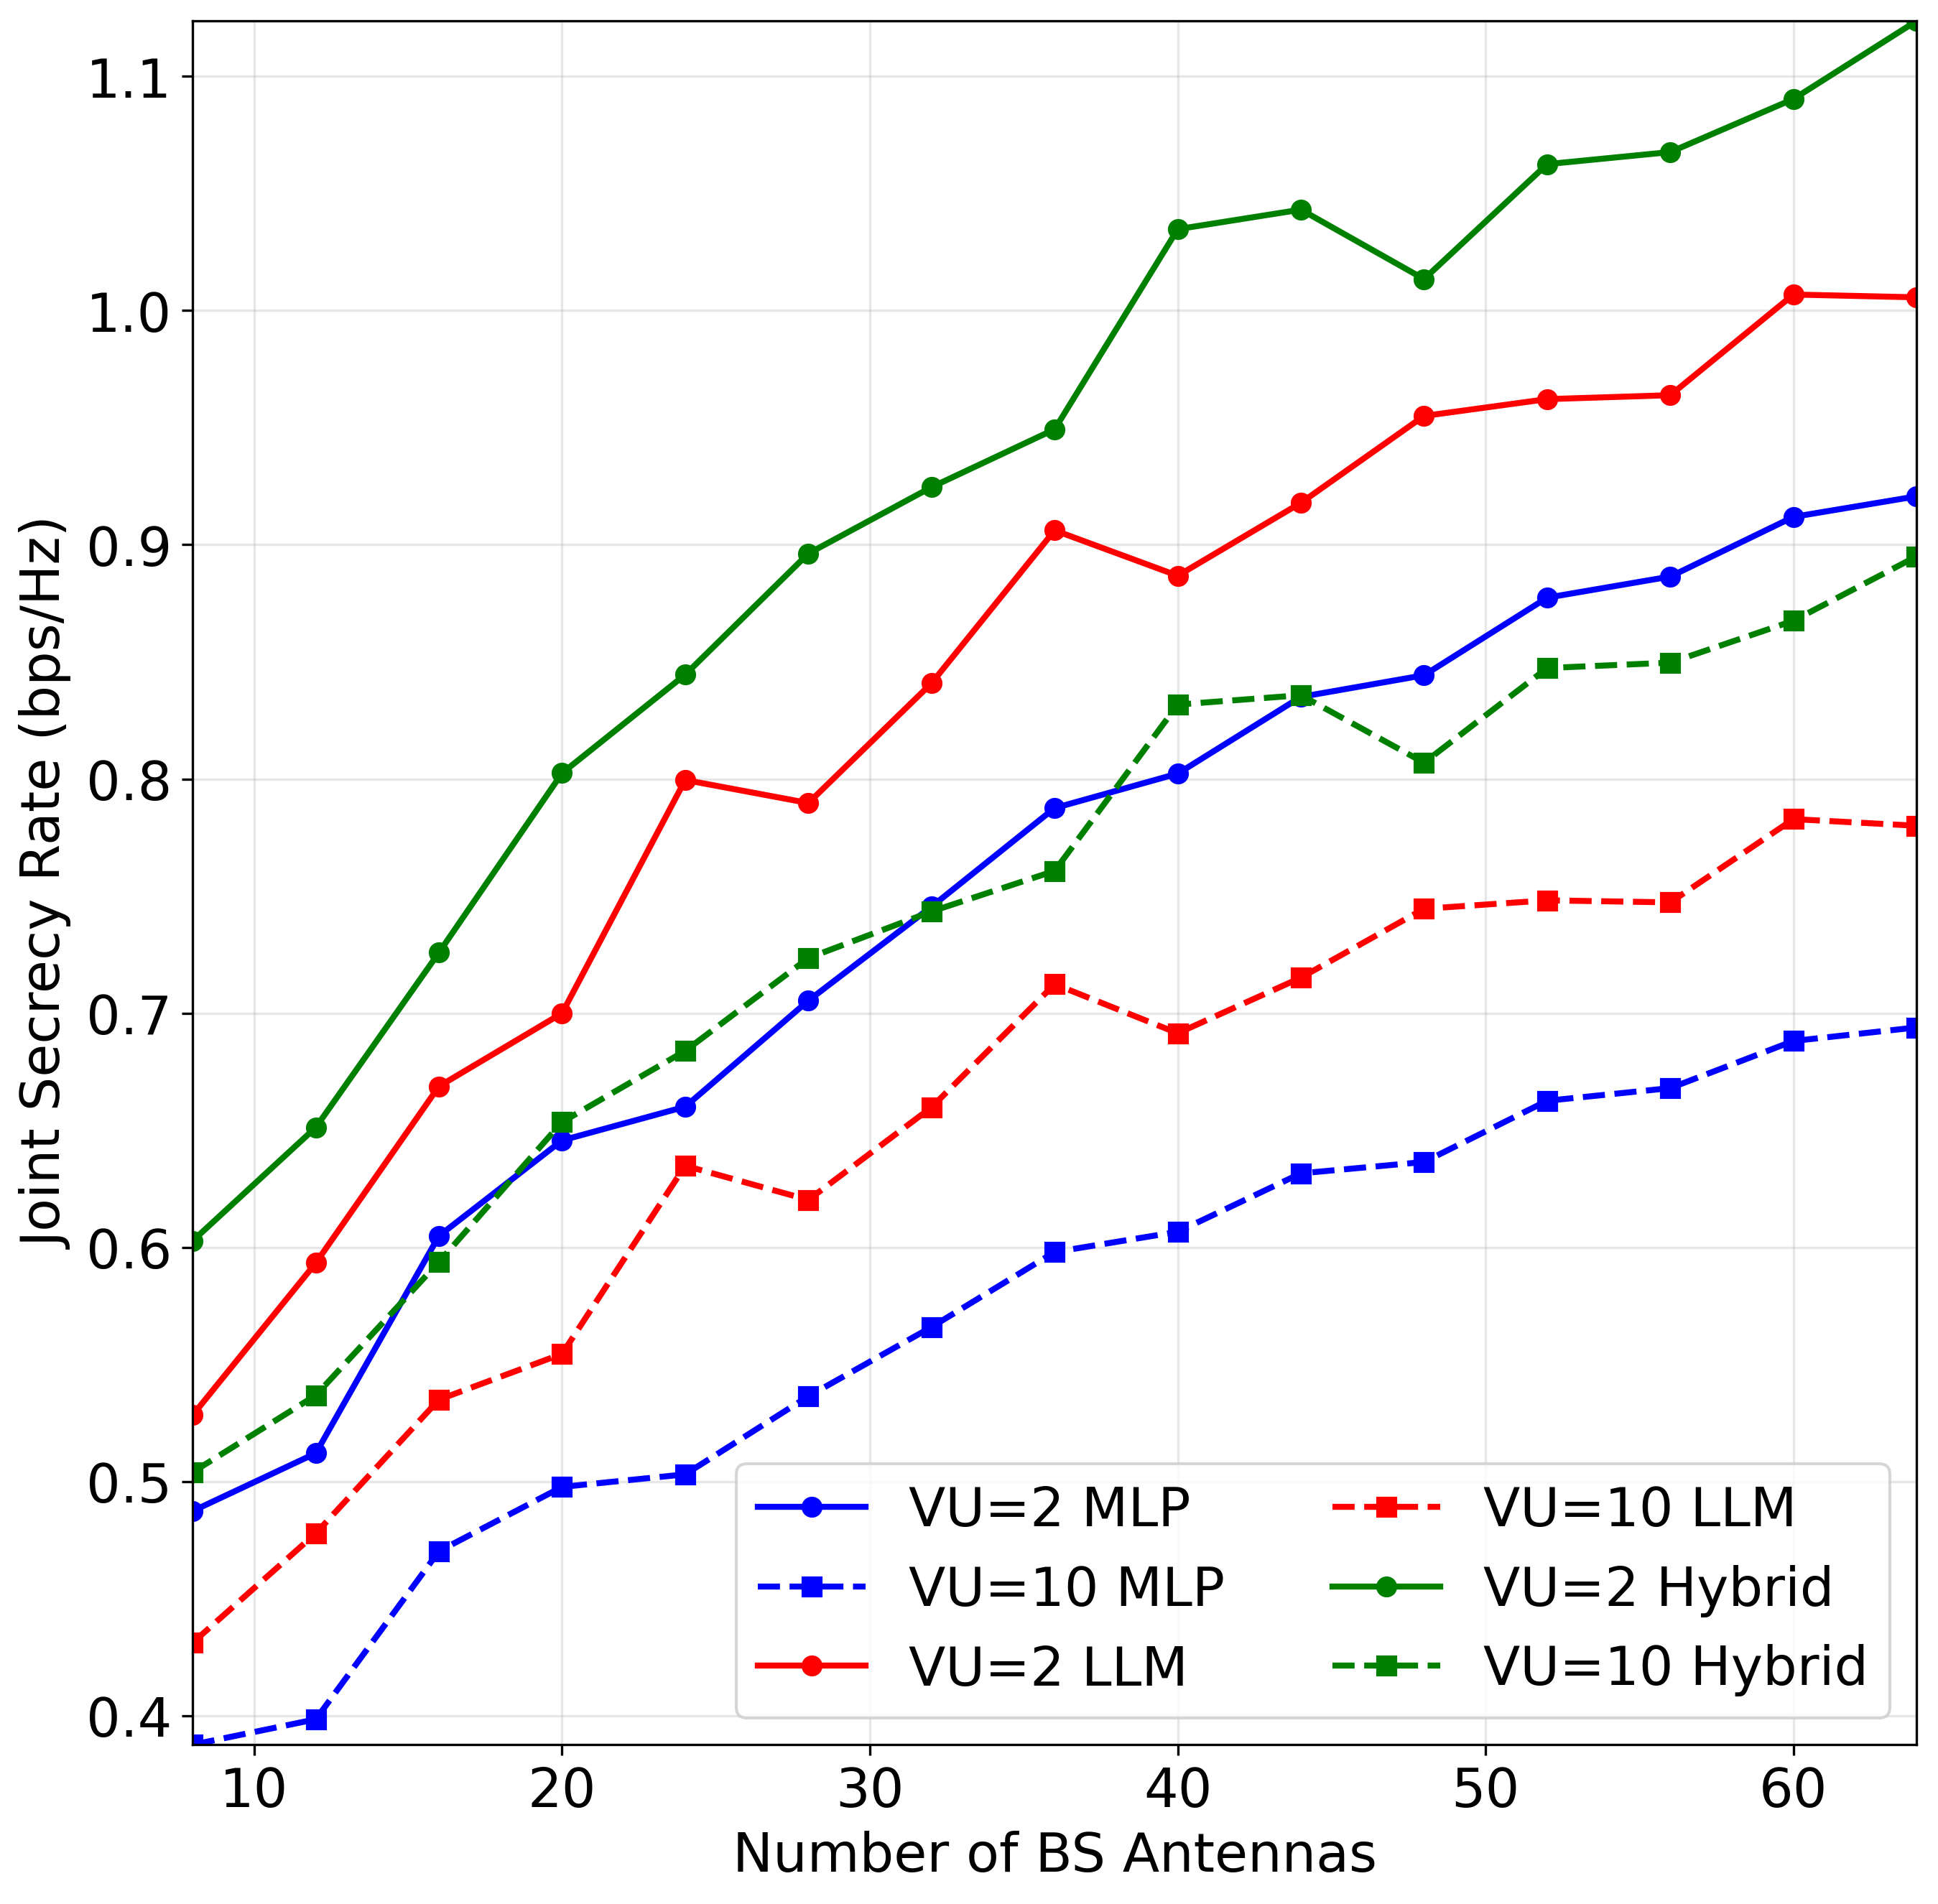 1.1
1.0
0.9
0.8
0.7
0.6
0.5
0.4
Joint Secrecy Rate (bps/Hz)
10 20 30 40 50 60
Number of BS Antennas
VU=2 MLP
VU=10 MLP
VU=2 LLM
VU=10 LLM
VU=2 Hybrid
VU=10 Hybrid